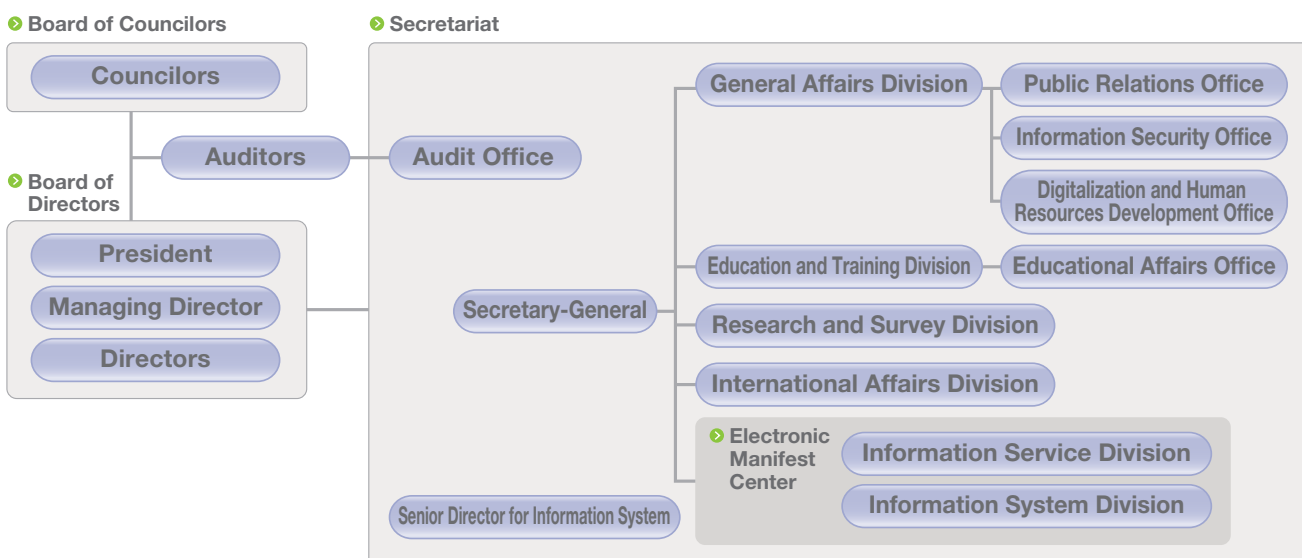 Board of Councilors
Councilors
Auditors
Board of
Directors
President
Managing Director
Directors
Secretariat
Audit Office
Secretary-General
General Affairs Division
Public Relations Office
Information Security Office
Digitalization and Human
Resources Development Office
Education and Training Division
Educational Affairs Office
Research and Survey Division
International Affairs Division
Electronic
Manifest
Center
Information Service Division
Information System Division
Senior Director for Information System